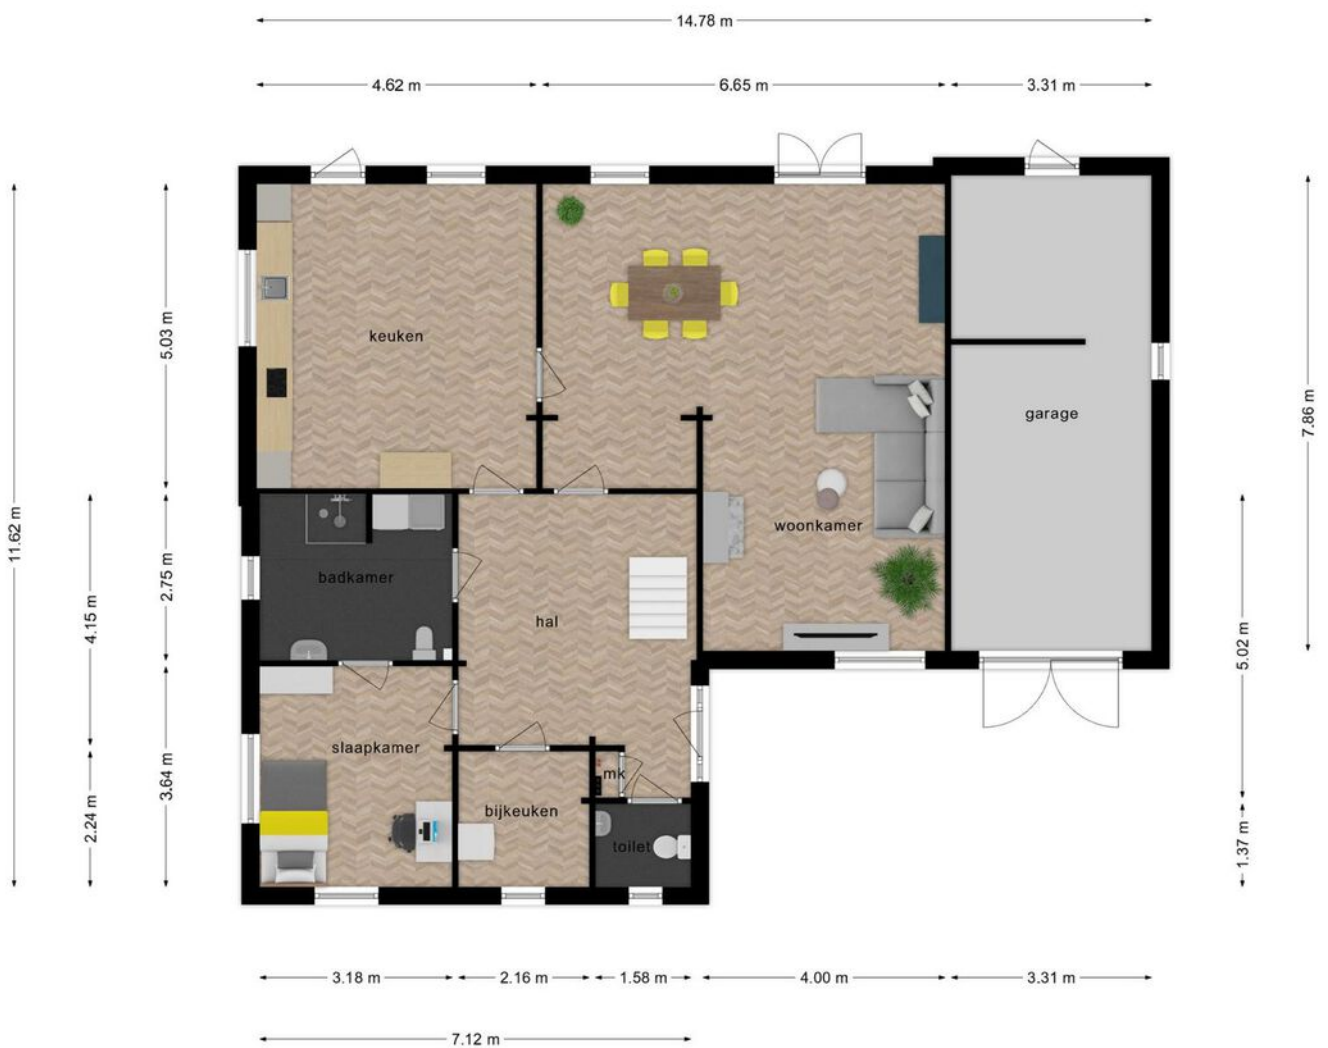 14.78 m
4.62 m
6.65 m
3.31 m
5.03 m
keuken
7.86 m
garage
11.62 m
woonkamer
2.75 m
badkamer
4.15 m
hal
5.02 m
slaapkamer
mk
3.64 m
bijkeuken
2.24 m
toilet
1.37 m
3.18 m
2.16 m
1.58 m
4.00 m
3.31 m
7.12 m